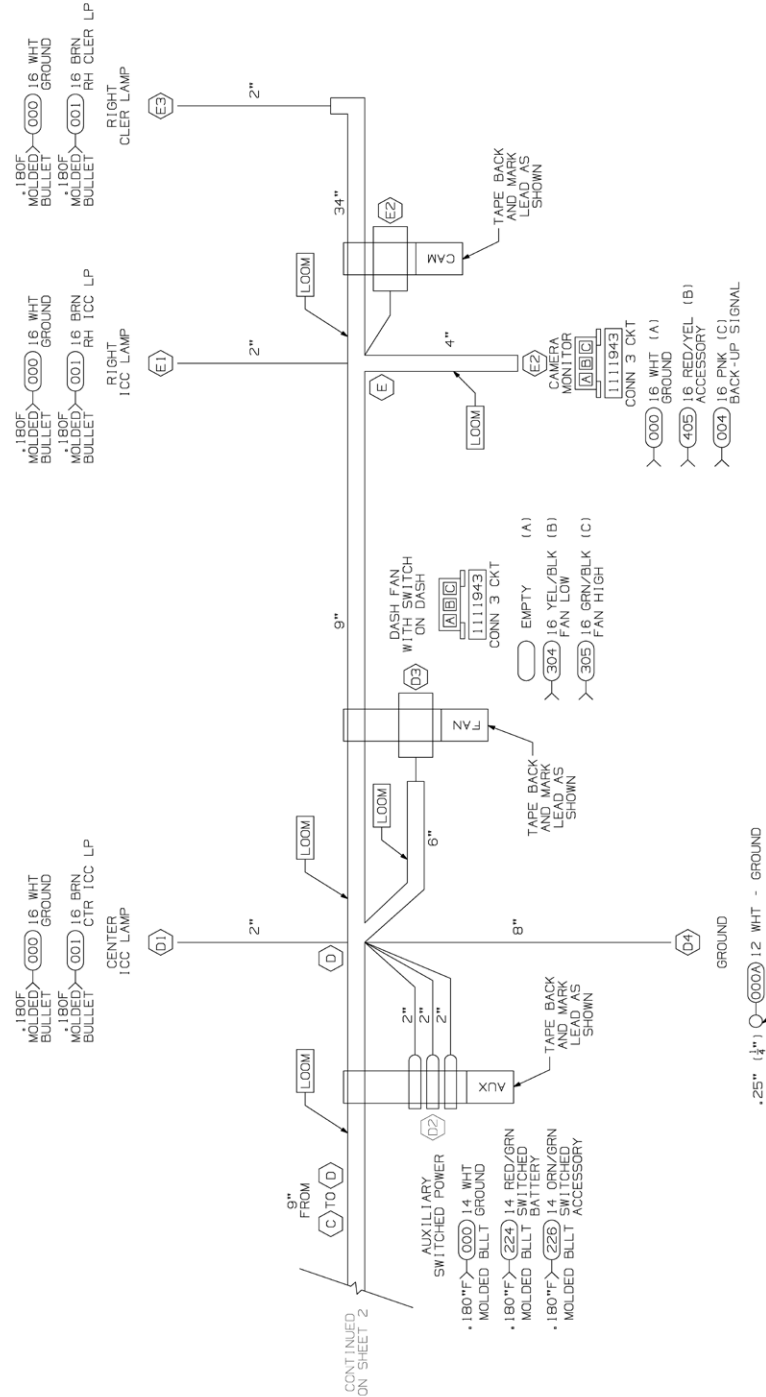 .180F
MOLDED 000 16 WHT
BULLET GROUND
.180F
MOLDED 001 16 BRN
BULLET CTR ICC LP
CENTER
ICC LAMP
D1
2"
.180F
MOLDED 000 16 WHT
BULLET GROUND
.180F
MOLDED 001 16 BRN
BULLET RH ICC LP
RIGHT
ICC LAMP
E1
2"
.180F
MOLDED 000 16 WHT
BULLET GROUND
.180F
MOLDED 001 16 BRN
BULLET RH CLER LP
RIGHT
CLER LAMP
E3
2"
9"
FROM
C TO D
LOOM
D
LOOM
9"
LOOM
34"
CONTINUED
ON SHEET 2
AUXILIARY
SWITCHED POWER
D2
.180"F 000 14 WHT
MOLDED BLLT GROUND
.180"F 224 14 RED/GRN
MOLDED BLLT SWITCHED
BATTERY
.180"F 226 14 ORN/GRN
MOLDED BLLT SWITCHED
ACCESSORY
2"
2"
2"
AUX
TAPE BACK
AND MARK
LEAD AS
SHOWN
8"
D4
GROUND
.25" (¼") 000A 12 WHT - GROUND
LOOM
6"
FAN
TAPE BACK
AND MARK
LEAD AS
SHOWN
D3
DASH FAN
WITH SWITCH
ON DASH
A B C
1111943
CONN 3 CKT
EMPTY (A)
304 16 YEL/BLK (B)
FAN LOW
305 16 GRN/BLK (C)
FAN HIGH
E
LOOM
4"
E2
CAMERA
MONITOR
A B C
1111943
CONN 3 CKT
000 16 WHT (A)
GROUND
405 16 RED/YEL (B)
ACCESSORY
004 16 PNK (C)
BACK-UP SIGNAL
E2
CAM
TAPE BACK
AND MARK
LEAD AS
SHOWN